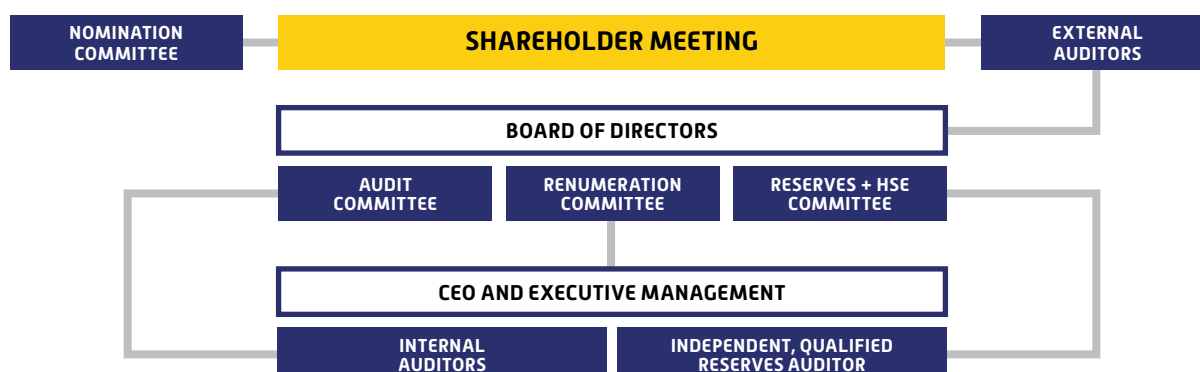 NOMINATION
COMMITTEE
SHAREHOLDER MEETING
EXTERNAL
AUDITORS
BOARD OF DIRECTORS
AUDIT
COMMITTEE
RENUMERATION
COMMITTEE
RESERVES + HSE
COMMITTEE
CEO AND EXECUTIVE MANAGEMENT
INTERNAL
AUDITORS
INDEPENDENT, QUALIFIED
RESERVES AUDITOR